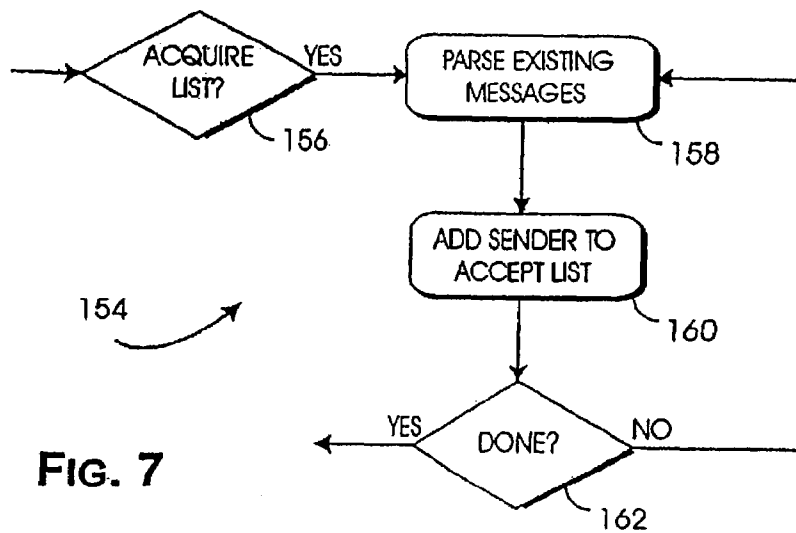 ACQUIRE
LIST?
YES
156
PARSE EXISTING
MESSAGES
158
ADD SENDER TO
ACCEPT LIST
160
154
YES
DONE?
NO
162
FIG. 7